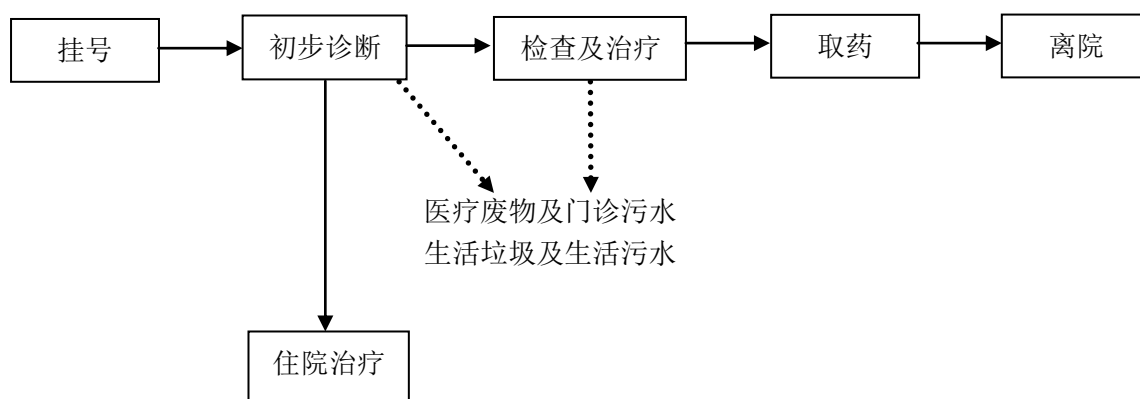 挂号
初步诊断
检查及治疗
取药
离院
医疗废物及门诊污水
生活垃圾及生活污水
住院治疗